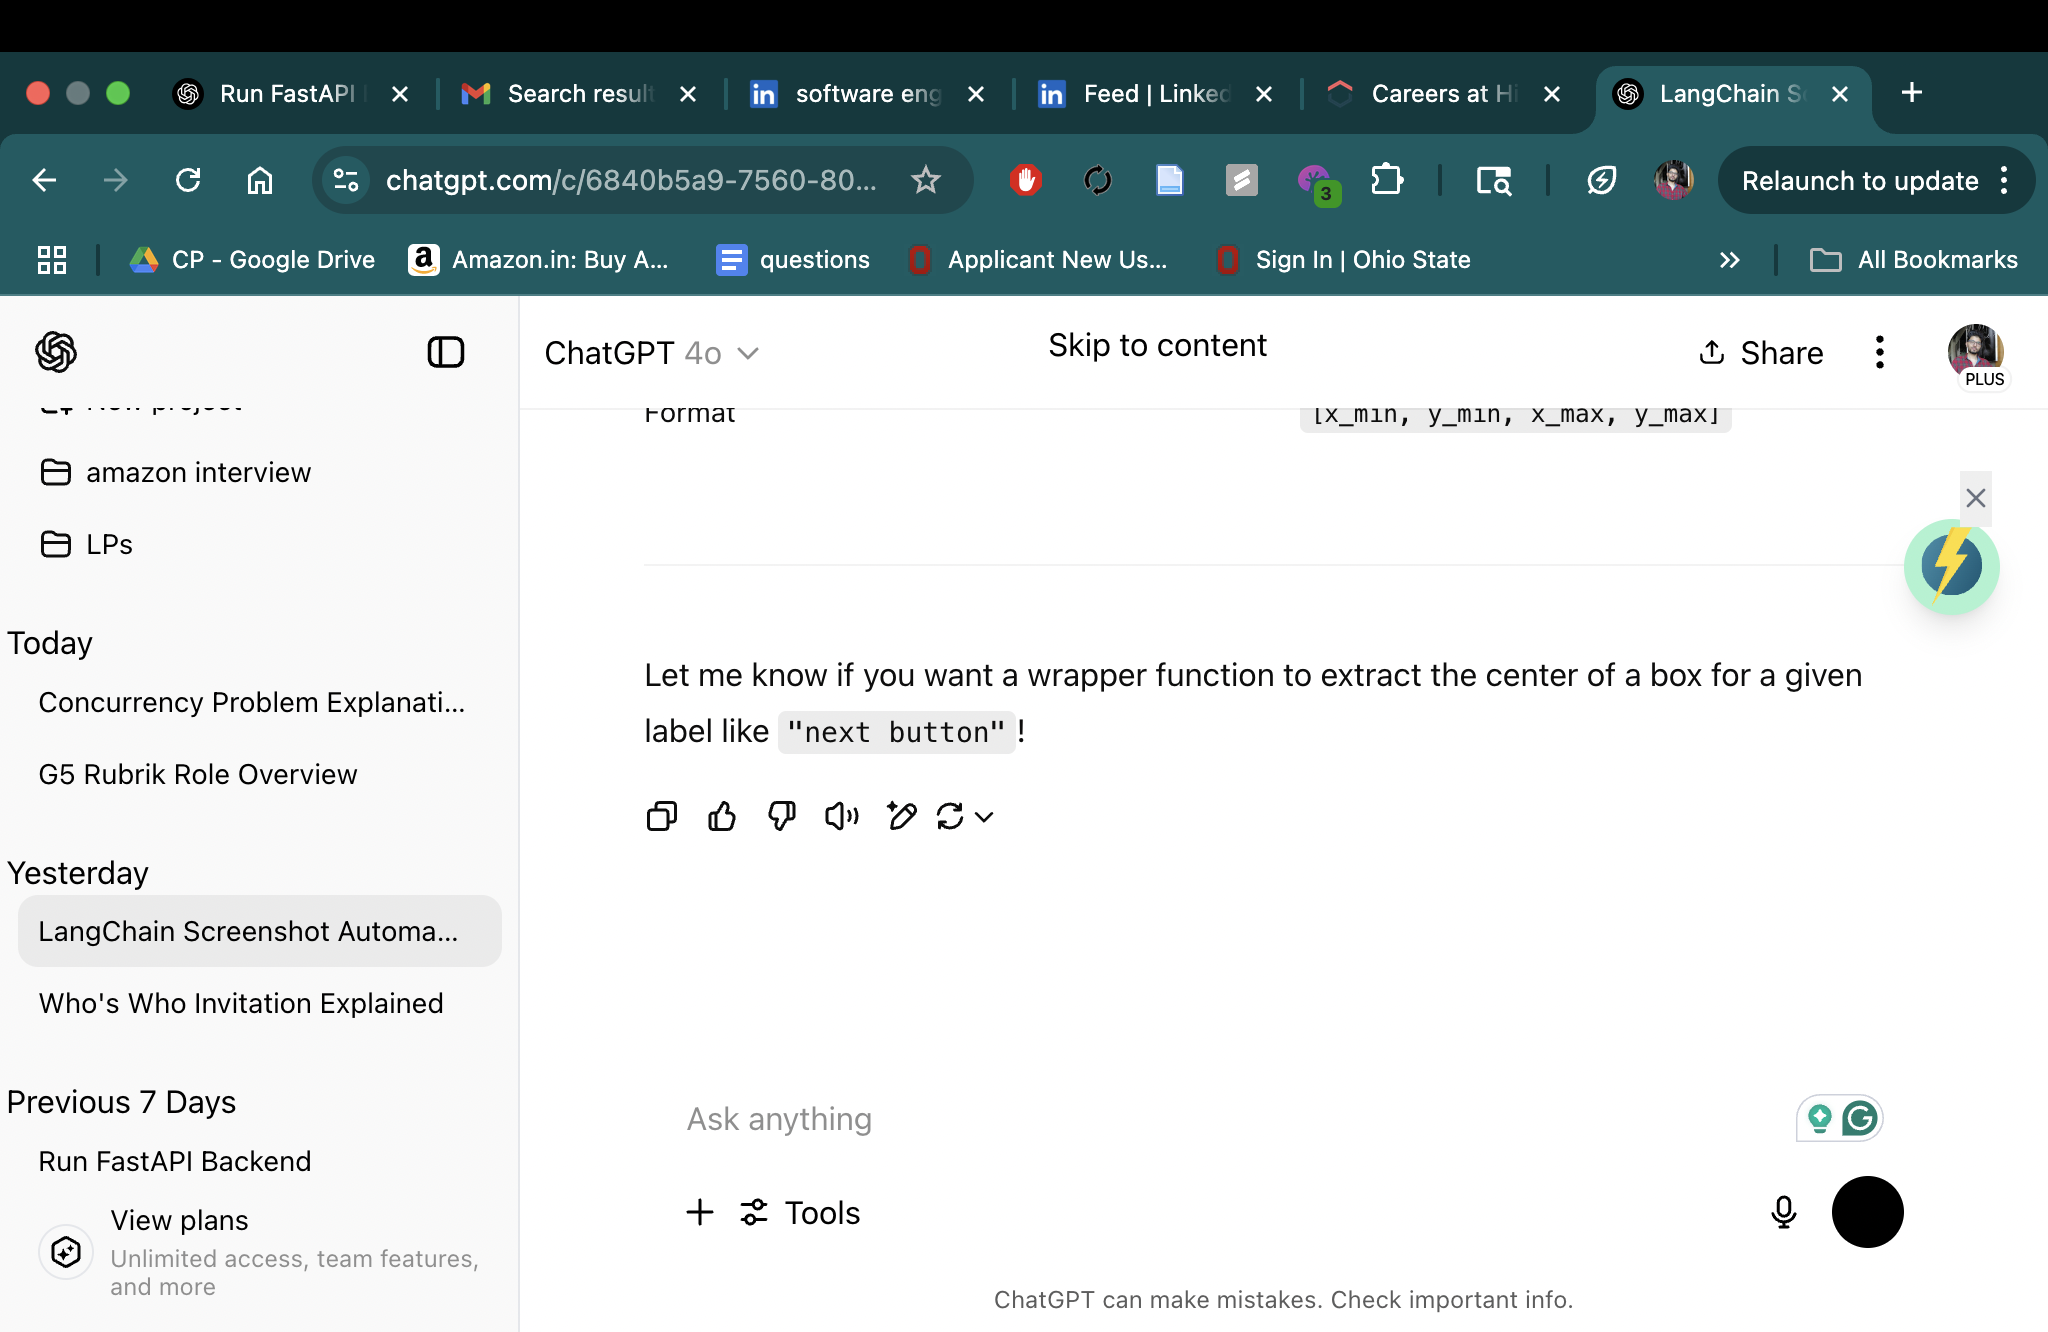 Run FastAPI
Search result
software eng
Feed | Linked
Careers at Hi
LangChain S
chatgpt.com/c/6840b5a9-7560-80...
3
Relaunch to update
CP - Google Drive
Amazon.in: Buy A...
questions
Applicant New Us...
Sign In | Ohio State
All Bookmarks
New project
amazon interview
LPs
Today
Concurrency Problem Explanati...
G5 Rubrik Role Overview
Yesterday
LangChain Screenshot Automa...
Who's Who Invitation Explained
Previous 7 Days
Run FastAPI Backend
View plans
Unlimited access, team features,
and more
ChatGPT 4o
Skip to content
Share
PLUS
Format
[x_min, y_min, x_max, y_max]
Let me know if you want a wrapper function to extract the center of a box for a given
label like "next button"!
Ask anything
Tools
ChatGPT can make mistakes. Check important info.